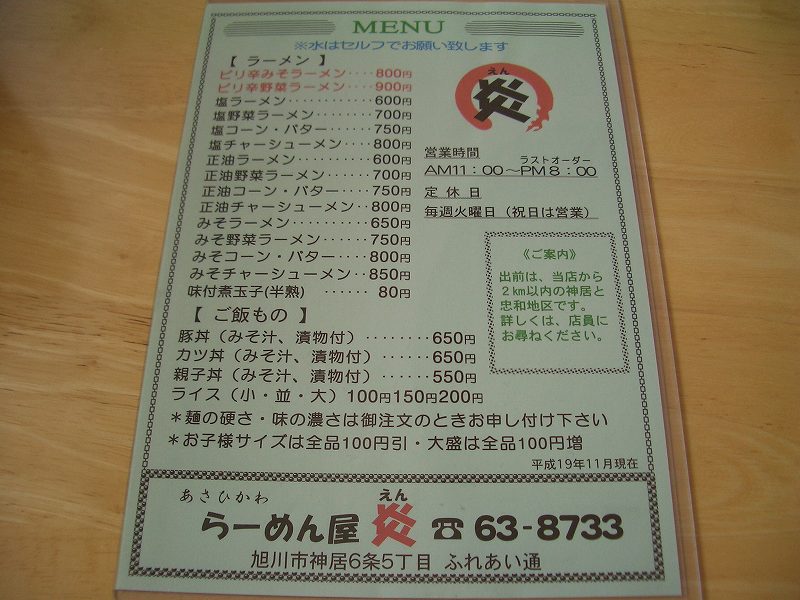 MENU
※水はセルフでお願い致します
【 ラーメン 】
ピリ辛みそラーメン‥‥800円
ピリ辛野菜ラーメン‥‥900円
塩ラーメン‥‥‥‥‥‥600円
塩野菜ラーメン‥‥‥‥700円
塩コーン・バター‥‥‥750円
塩チャーシューメン‥‥800円
正油ラーメン‥‥‥‥‥600円
正油野菜ラーメン‥‥‥700円
正油コーン・バター‥‥750円
正油チャーシューメン‥800円
みそラーメン‥‥‥‥‥650円
みそ野菜ラーメン‥‥‥750円
みそコーン・バター‥‥800円
みそチャーシューメン‥850円
味付煮玉子(半熟) ‥‥‥ 80円
【 ご飯もの 】
豚丼（みそ汁、漬物付）‥‥‥‥650円
カツ丼（みそ汁、漬物付）‥‥‥650円
親子丼（みそ汁、漬物付）‥‥‥550円
ライス（小・並・大）100円150円200円
えん
炎
営業時間
ラストオーダー
AM11：00～PM8：00
定 休 日
毎週火曜日（祝日は営業）
《ご案内》
出前は、当店から
2km以内の神居と
忠和地区です。
詳しくは、店員に
お尋ねください。
＊麺の硬さ・味の濃さは御注文のときお申し付け下さい
＊お子様サイズは全品100円引・大盛は全品100円増
平成19年11月現在
あさひかわ
えん
らーめん屋 炎 ☎ 63-8733
旭川市神居6条5丁目 ふれあい通